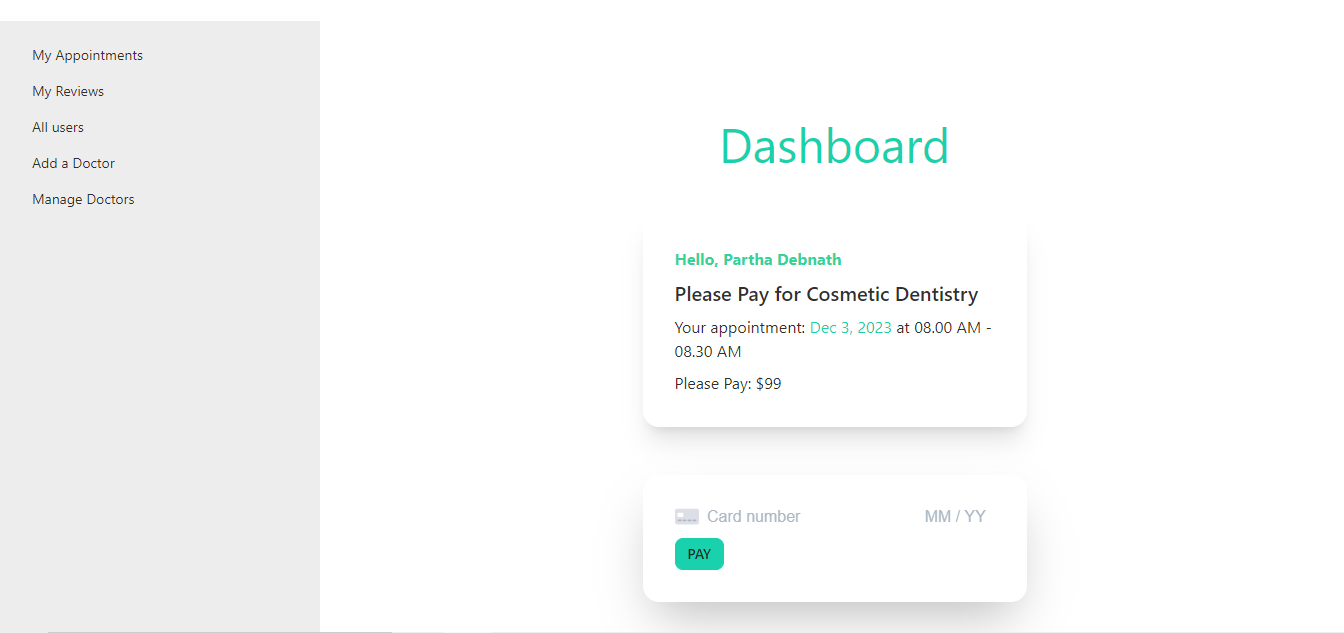 My Appointments
My Reviews
All users
Add a Doctor
Manage Doctors
Dashboard
Hello, Partha Debnath
Please Pay for Cosmetic Dentistry
Your appointment: Dec 3, 2023 at 08.00 AM -
08.30 AM
Please Pay: $99
Card number MM / YY
PAY